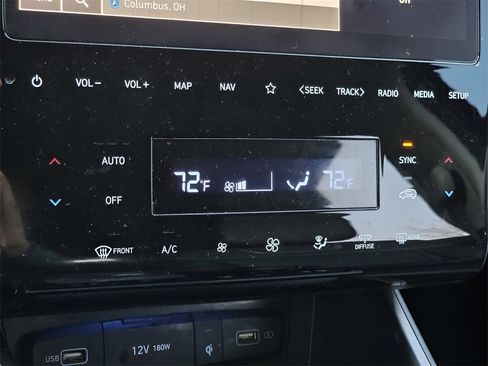 Columbus, OH
On
VOL− VOL+ MAP NAV ☆ <SEEK TRACK> RADIO MEDIA SETUP
AUTO 72°F 72°F SYNC
OFF
FRONT A/C DIFFUSE REAR
USB 12V 180W